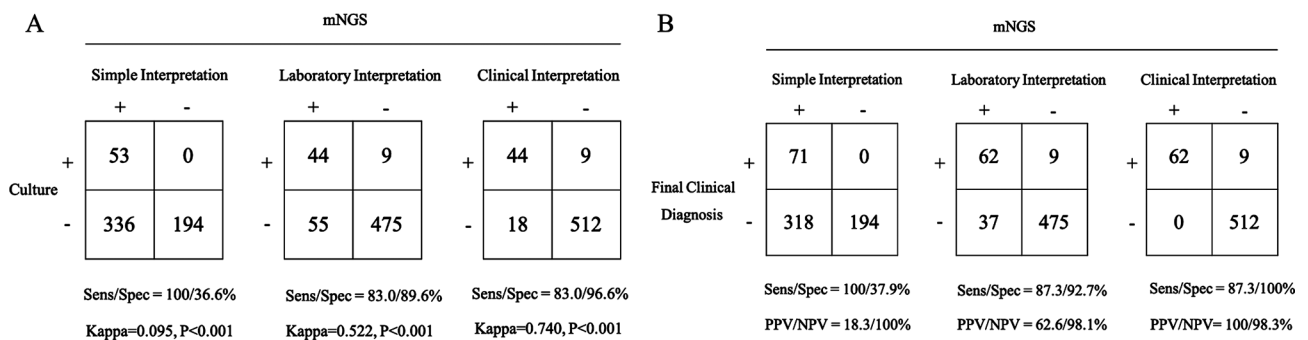 A
mNGS
Simple Interpretation Laboratory Interpretation Clinical Interpretation
+ - + - + -
+ 53 0 + 44 9 + 44 9
Culture
- 336 194 - 55 475 - 18 512
Sens/Spec = 100/36.6% Sens/Spec = 83.0/89.6% Sens/Spec = 83.0/96.6%
Kappa=0.095, P<0.001 Kappa=0.522, P<0.001 Kappa=0.740, P<0.001
B
mNGS
Simple Interpretation Laboratory Interpretation Clinical Interpretation
+ - + - + -
+ 71 0 + 62 9 + 62 9
Final Clinical
Diagnosis
- 318 194 - 37 475 - 0 512
Sens/Spec = 100/37.9% Sens/Spec = 87.3/92.7% Sens/Spec = 87.3/100%
PPV/NPV = 18.3/100% PPV/NPV = 62.6/98.1% PPV/NPV= 100/98.3%